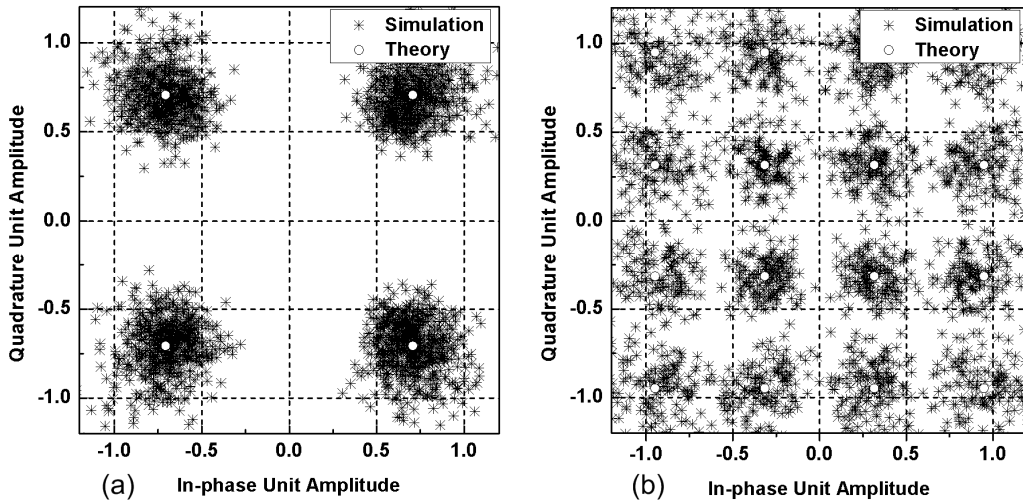 Simulation
Theory
1.0
0.5
0.0
-0.5
-1.0
Quadrature Unit Amplitude
-1.0 -0.5 0.0 0.5 1.0
(a) In-phase Unit Amplitude
Simulation
Theory
1.0
0.5
0.0
-0.5
-1.0
Quadrature Unit Amplitude
-1.0 -0.5 0.0 0.5 1.0
(b) In-phase Unit Amplitude